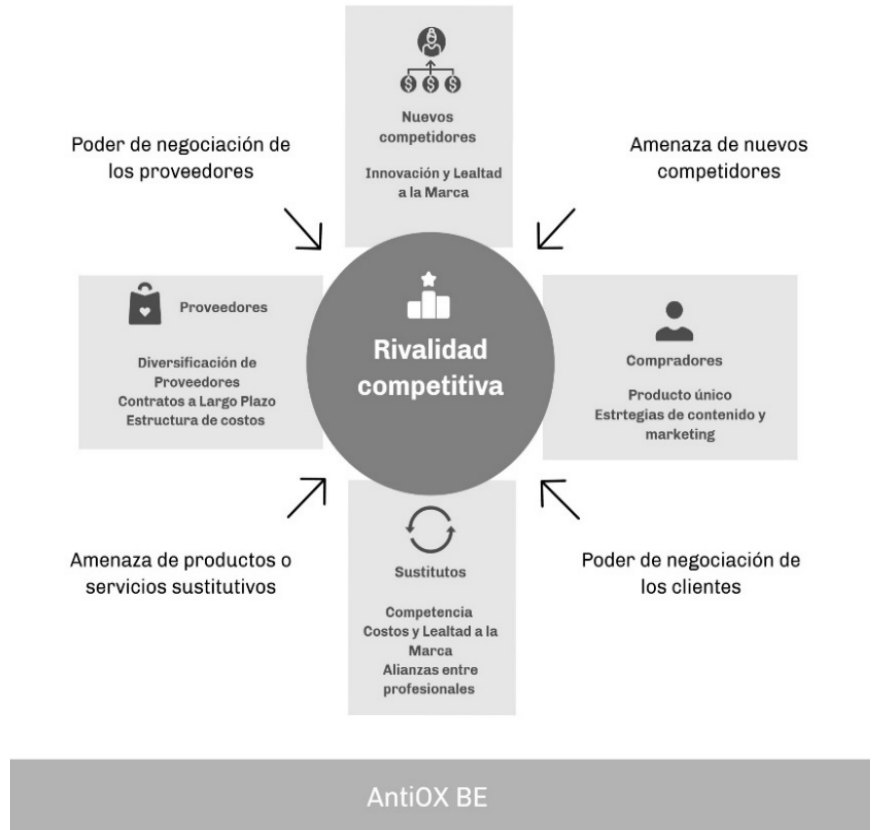 Nuevos
competidores
Innovación y Lealtad
a la Marca
Poder de negociación de
los proveedores
Amenaza de nuevos
competidores
Proveedores
Diversificación de
Proveedores
Contratos a Largo Plazo
Estructura de costos
Rivalidad
competitiva
Compradores
Producto único
Estrtegias de contenido y
marketing
Amenaza de productos o
servicios sustitutivos
Sustitutos
Competencia
Costos y Lealtad a la
Marca
Alianzas entre
profesionales
Poder de negociación de
los clientes
AntiOX BE